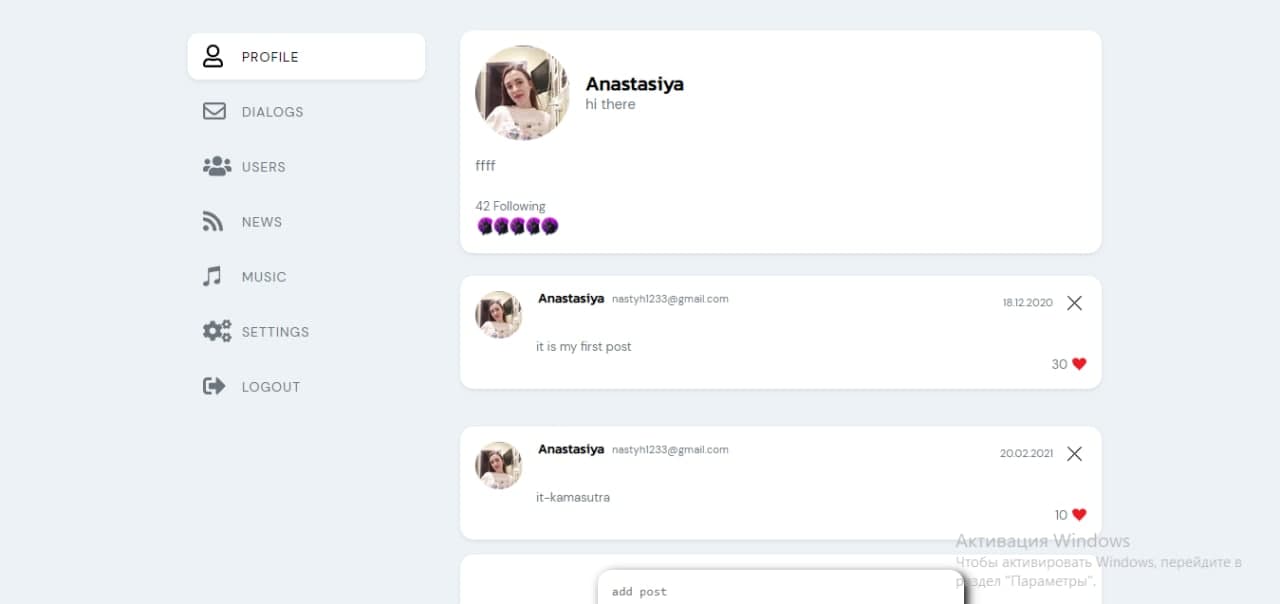 PROFILE
DIALOGS
USERS
NEWS
MUSIC
SETTINGS
LOGOUT
Anastasiya
hi there
ffff
42 Following
Anastasiya nastyh1233@gmail.com 18.12.2020
it is my first post
30
Anastasiya nastyh1233@gmail.com 20.02.2021
it-kamasutra
10
Активация Windows
Чтобы активировать Windows, перейдите в
раздел "Параметры".
add post